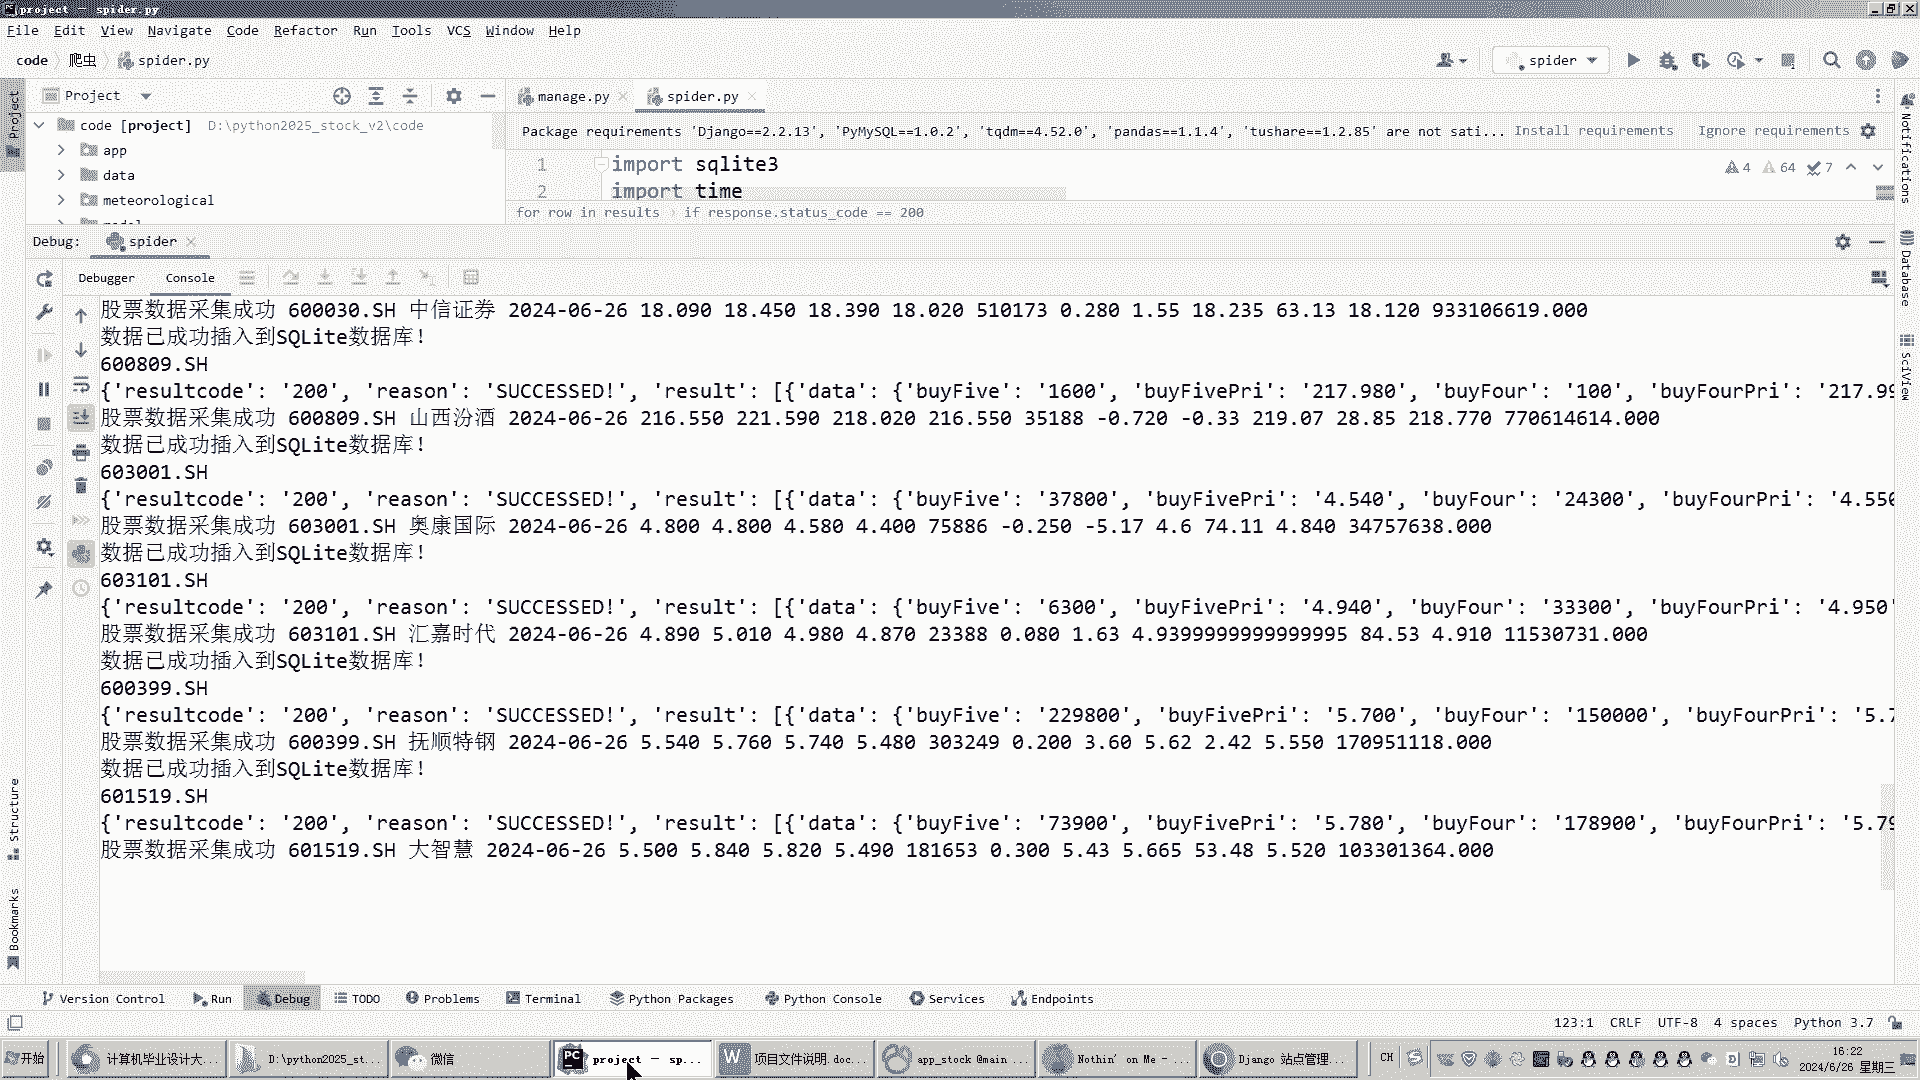 project – spider.py
File Edit View Navigate Code Refactor Run Tools VCS Window Help
code 爬虫 spider.py
spider
Project
manage.py
spider.py
code [project] D:\python2025_stock_v2\code
Package requirements 'Django==2.2.13', 'PyMySQL==1.0.2', 'tqdm==4.52.0', 'pandas==1.1.4', 'tushare==1.2.85' are not sati... Install requirements Ignore requirements
app
data
meteorological
1 import sqlite3
2 import time
4 64 7
for row in results if response.status_code == 200
Debug: spider
Debugger Console
股票数据采集成功 600030.SH 中信证券 2024-06-26 18.090 18.450 18.390 18.020 510173 0.280 1.55 18.235 63.13 18.120 933106619.000
数据已成功插入到SQLite数据库!
600809.SH
{'resultcode': '200', 'reason': 'SUCCESSED!', 'result': [{'data': {'buyFive': '1600', 'buyFivePri': '217.980', 'buyFour': '100', 'buyFourPri': '217.99
股票数据采集成功 600809.SH 山西汾酒 2024-06-26 216.550 221.590 218.020 216.550 35188 -0.720 -0.33 219.07 28.85 218.770 770614614.000
数据已成功插入到SQLite数据库!
603001.SH
{'resultcode': '200', 'reason': 'SUCCESSED!', 'result': [{'data': {'buyFive': '37800', 'buyFivePri': '4.540', 'buyFour': '24300', 'buyFourPri': '4.550
股票数据采集成功 603001.SH 奥康国际 2024-06-26 4.800 4.800 4.580 4.400 75886 -0.250 -5.17 4.6 74.11 4.840 34757638.000
数据已成功插入到SQLite数据库!
603101.SH
{'resultcode': '200', 'reason': 'SUCCESSED!', 'result': [{'data': {'buyFive': '6300', 'buyFivePri': '4.940', 'buyFour': '33300', 'buyFourPri': '4.950'
股票数据采集成功 603101.SH 汇嘉时代 2024-06-26 4.890 5.010 4.980 4.870 23388 0.080 1.63 4.9399999999999995 84.53 4.910 11530731.000
数据已成功插入到SQLite数据库!
600399.SH
{'resultcode': '200', 'reason': 'SUCCESSED!', 'result': [{'data': {'buyFive': '229800', 'buyFivePri': '5.700', 'buyFour': '150000', 'buyFourPri': '5.7
股票数据采集成功 600399.SH 抚顺特钢 2024-06-26 5.540 5.760 5.740 5.480 303249 0.200 3.60 5.62 2.42 5.550 170951118.000
数据已成功插入到SQLite数据库!
601519.SH
{'resultcode': '200', 'reason': 'SUCCESSED!', 'result': [{'data': {'buyFive': '73900', 'buyFivePri': '5.780', 'buyFour': '178900', 'buyFourPri': '5.79
股票数据采集成功 601519.SH 大智慧 2024-06-26 5.500 5.840 5.820 5.490 181653 0.300 5.43 5.665 53.48 5.520 103301364.000
Project
Structure
Bookmarks
Notifications
Database
SciView
Version Control Run Debug TODO Problems Terminal Python Packages Python Console Services Endpoints
123:1 CRLF UTF-8 4 spaces Python 3.7
开始
计算机毕业设计大...
D:\python2025_st...
微信
project – sp...
项目文件说明.doc...
app_stock @main ...
Nothin' on Me – ...
Django 站点管理...
CH
16:22
2024/6/26 星期三